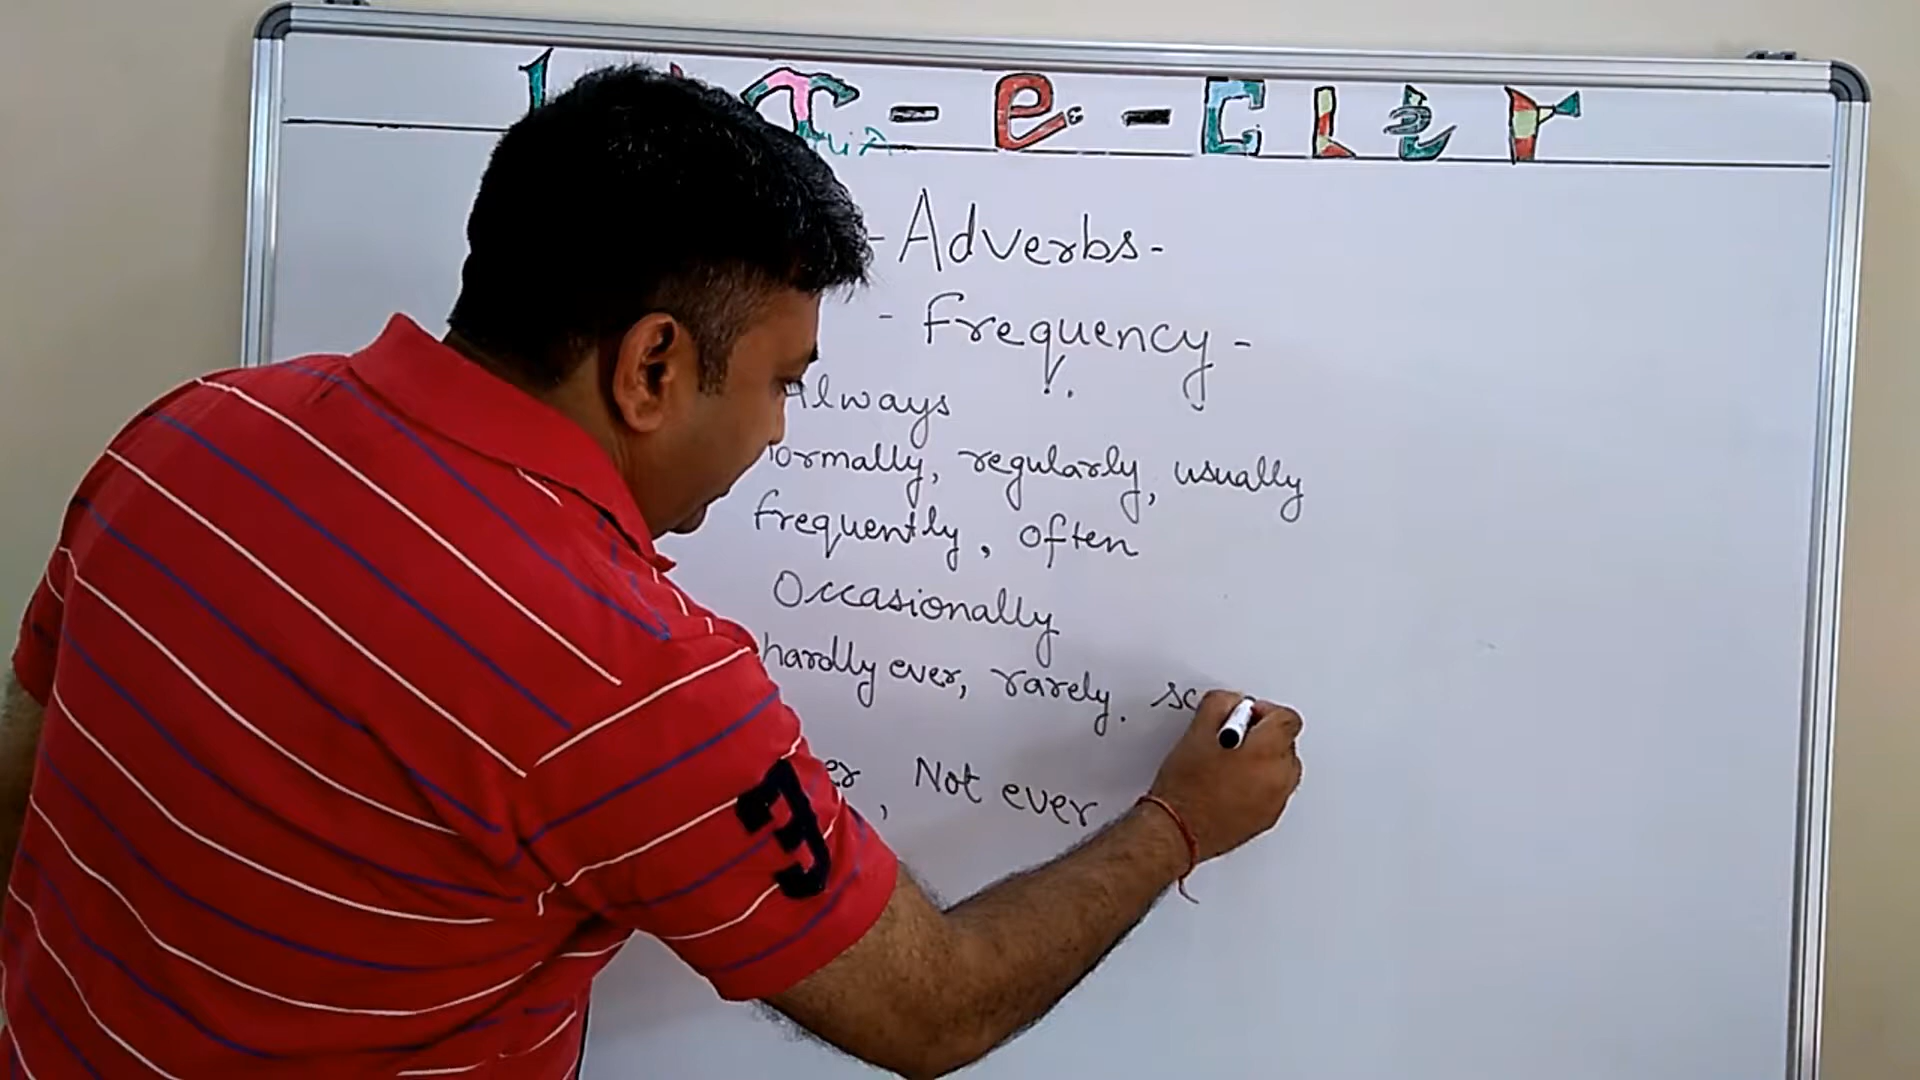 - Adverbs -
- Frequency -
Always
Normally, regularly, usually
frequently, often
Occasionally
hardly ever, rarely.
Not ever